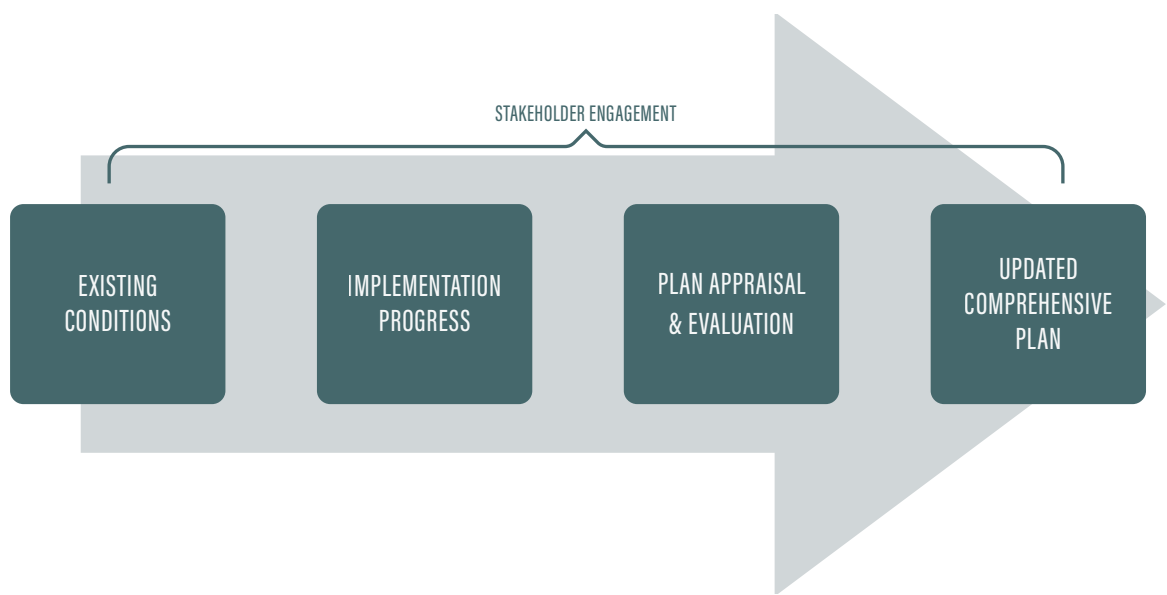 STAKEHOLDER ENGAGEMENT
EXISTING
CONDITIONS
IMPLEMENTATION
PROGRESS
PLAN APPRAISAL
& EVALUATION
UPDATED
COMPREHENSIVE
PLAN